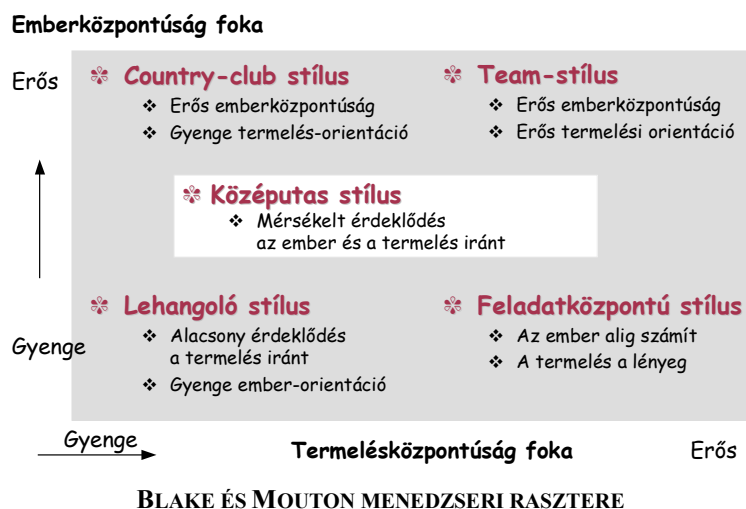 Emberközpontúság foka
Erős
Country-club stílus
Erős emberközpontúság
Gyenge termelés-orientáció
Team-stílus
Erős emberközpontúság
Erős termelési orientáció
Középutas stílus
Mérsékelt érdeklődés
az ember és a termelés iránt
Gyenge
Lehangoló stílus
Alacsony érdeklődés
a termelés iránt
Gyenge ember-orientáció
Feladatközpontú stílus
Az ember alig számít
A termelés a lényeg
Gyenge
Termelésközpontúság foka
Erős
BLAKE ÉS MOUTON MENEDZSERI RASZTERE